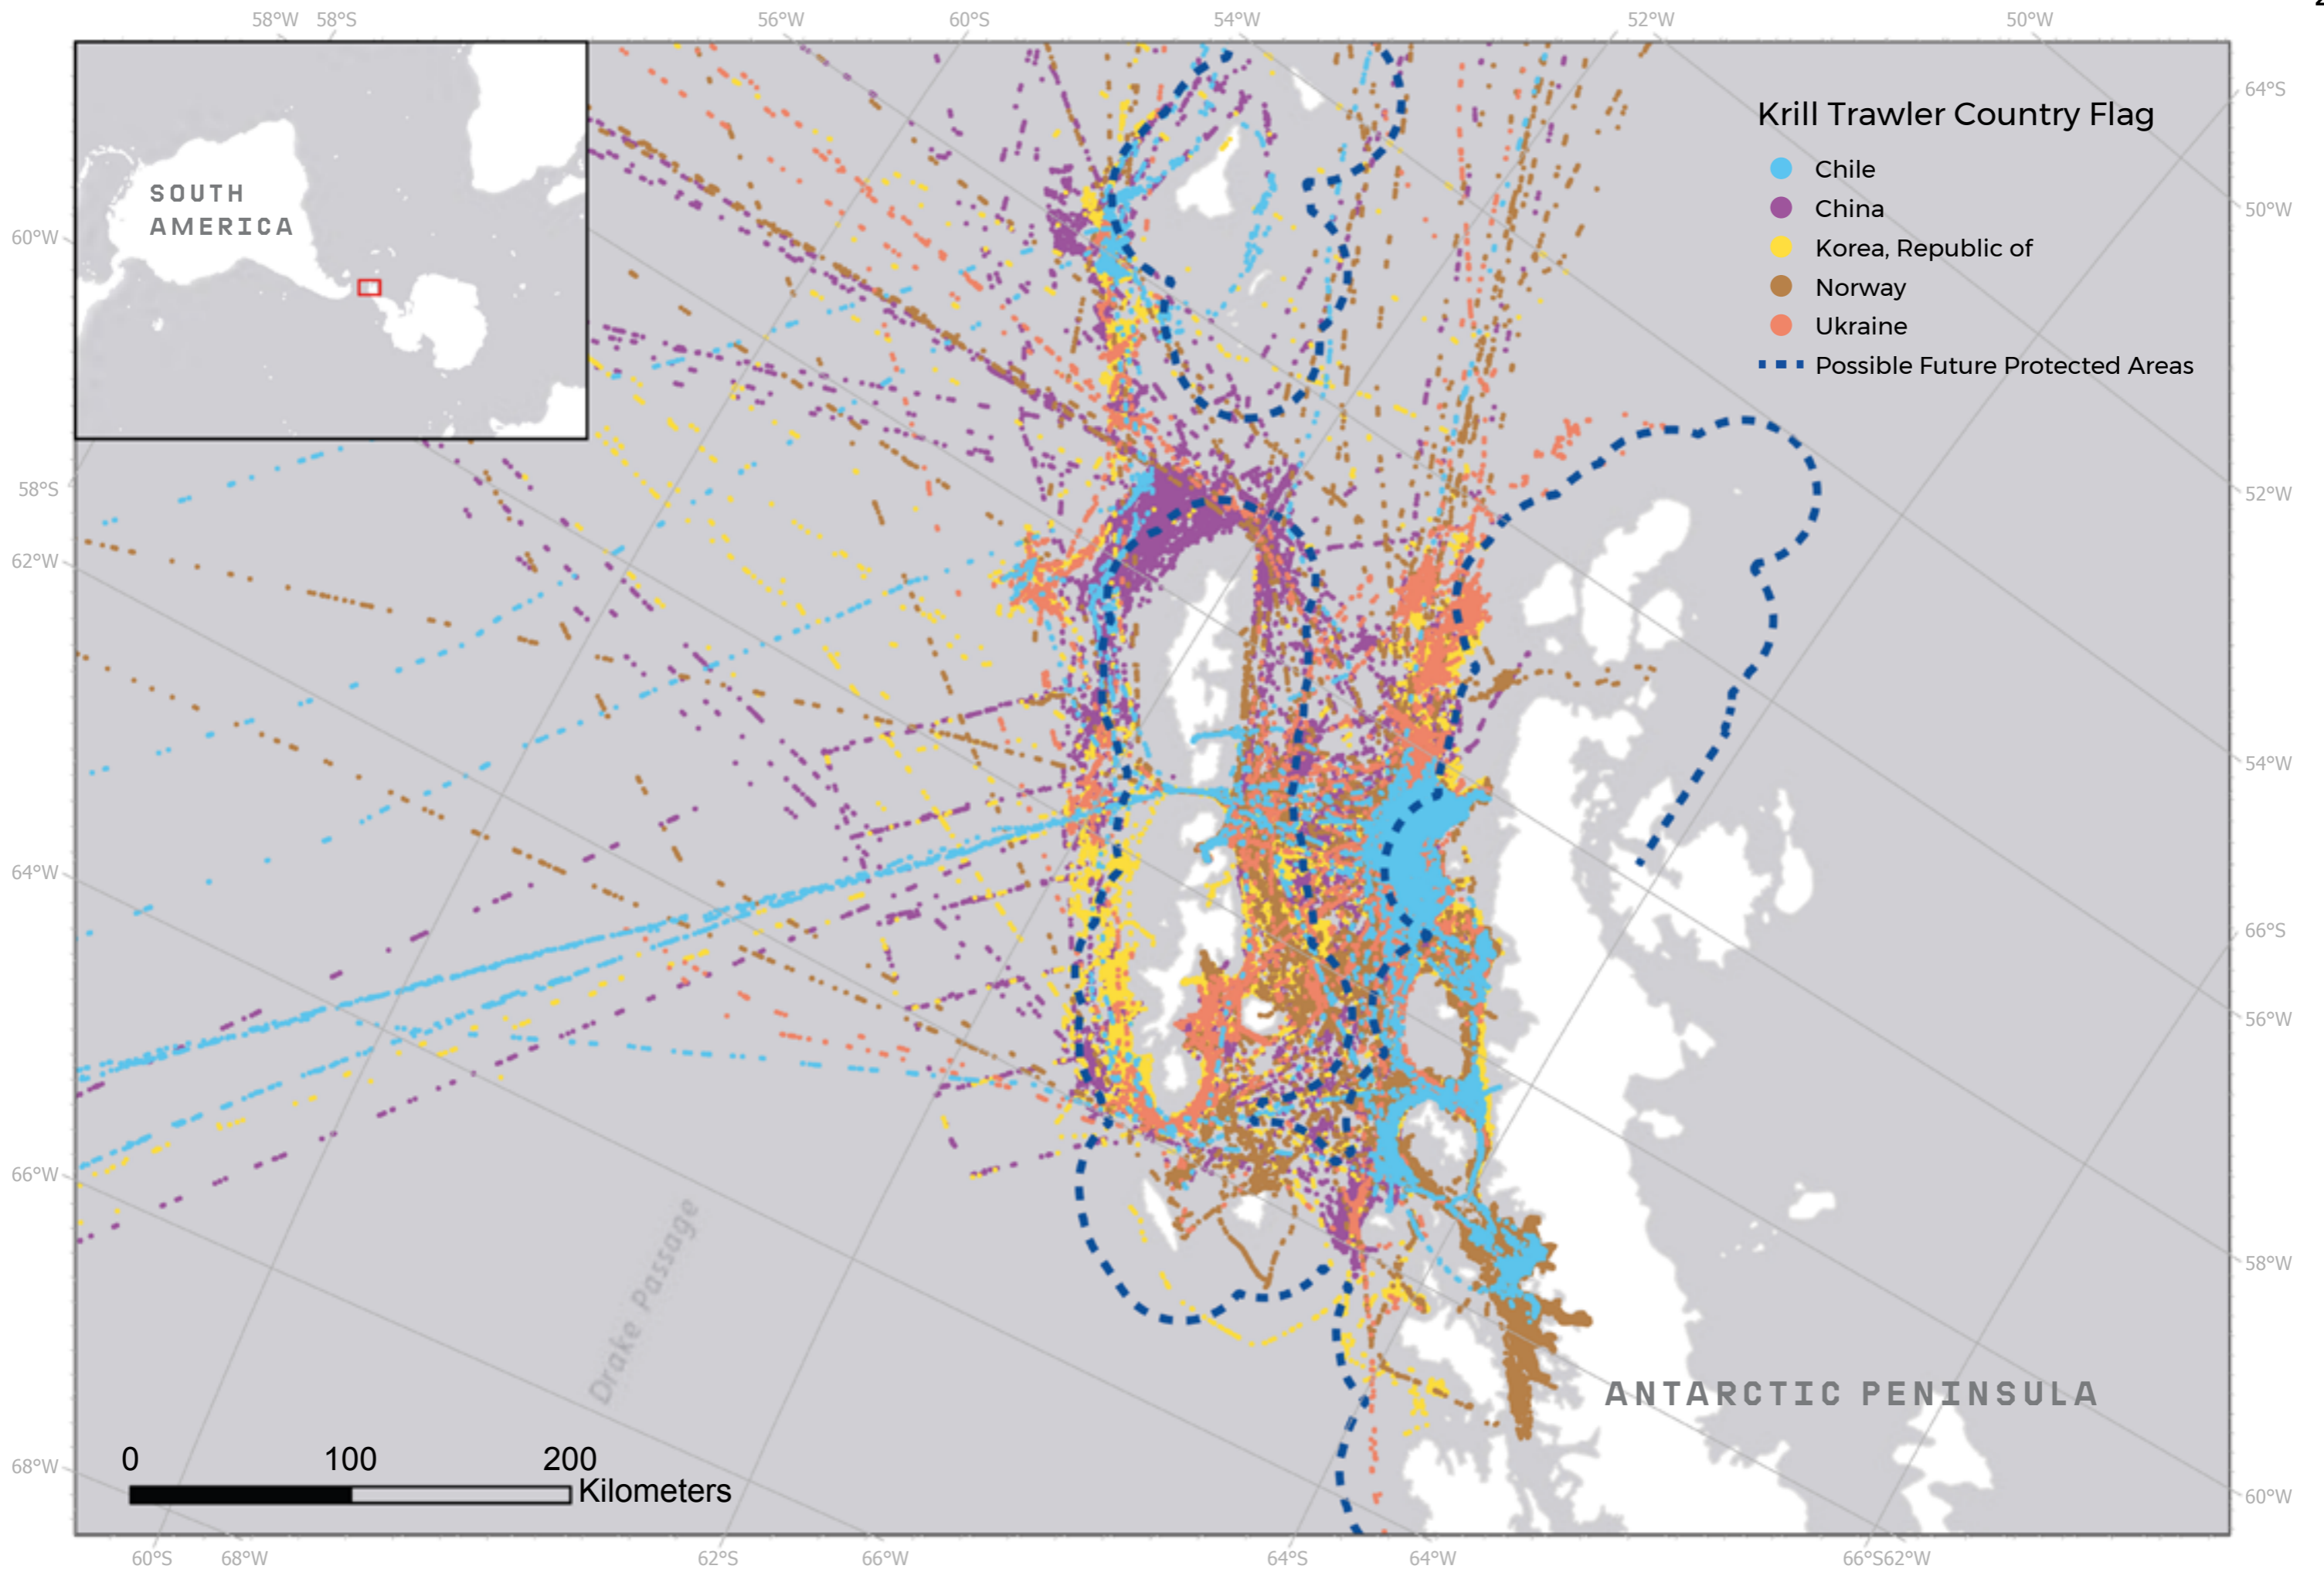 58°W 58°S 56°W 60°S 54°W 52°W 50°W
64°S
50°W
52°W
54°W
66°S
56°W
58°W
60°W
60°W
58°S
62°W
64°W
66°W
68°W
SOUTH
AMERICA
Krill Trawler Country Flag
Chile
China
Korea, Republic of
Norway
Ukraine
Possible Future Protected Areas
Drake Passage
ANTARCTIC PENINSULA
0 100 200
Kilometers
60°S 68°W 62°S 66°W 64°S 64°W 66°S62°W